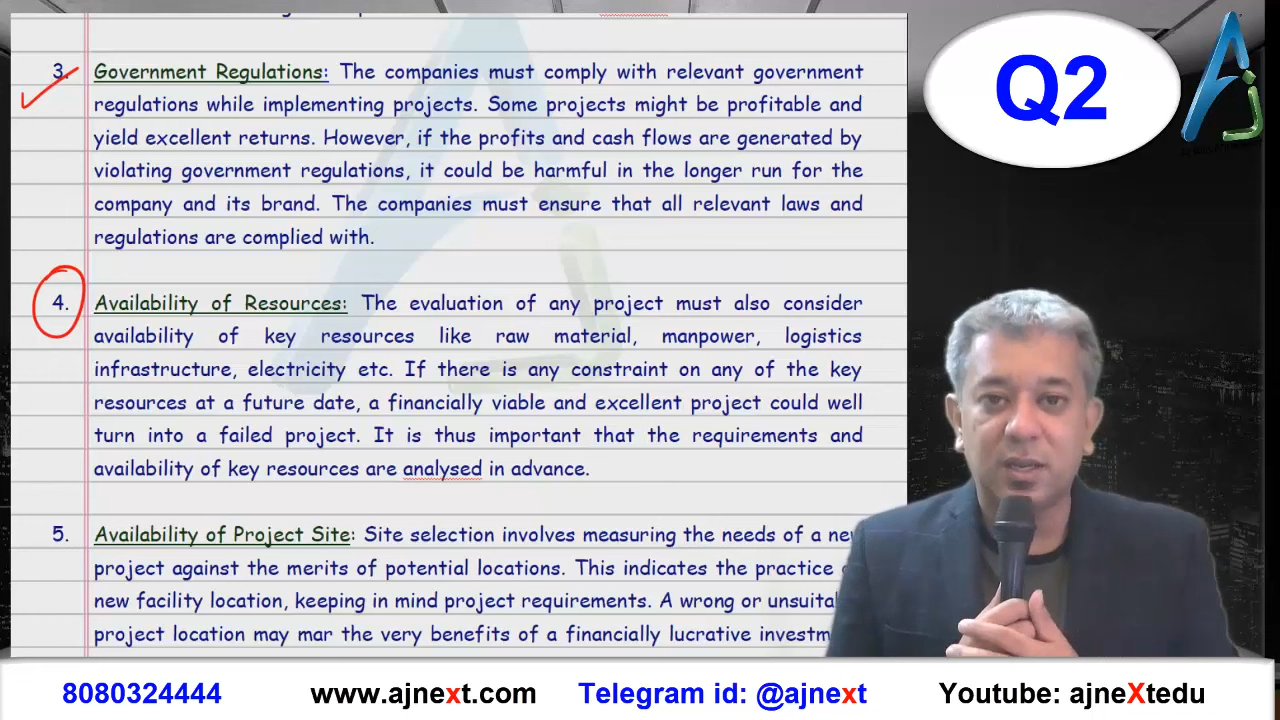 3. Government Regulations: The companies must comply with relevant government
regulations while implementing projects. Some projects might be profitable and
yield excellent returns. However, if the profits and cash flows are generated by
violating government regulations, it could be harmful in the longer run for the
company and its brand. The companies must ensure that all relevant laws and
regulations are complied with.
4. Availability of Resources: The evaluation of any project must also consider
availability of key resources like raw material, manpower, logistics
infrastructure, electricity etc. If there is any constraint on any of the key
resources at a future date, a financially viable and excellent project could well
turn into a failed project. It is thus important that the requirements and
availability of key resources are analysed in advance.
5. Availability of Project Site: Site selection involves measuring the needs of a
project against the merits of potential locations. This indicates the practice
new facility location, keeping in mind project requirements. A wrong or
project location may mar the very benefits of a financially lucrative
Q2
Aj
8080324444
www.ajnext.com
Telegram id: @ajnext
Youtube: ajneXtedu